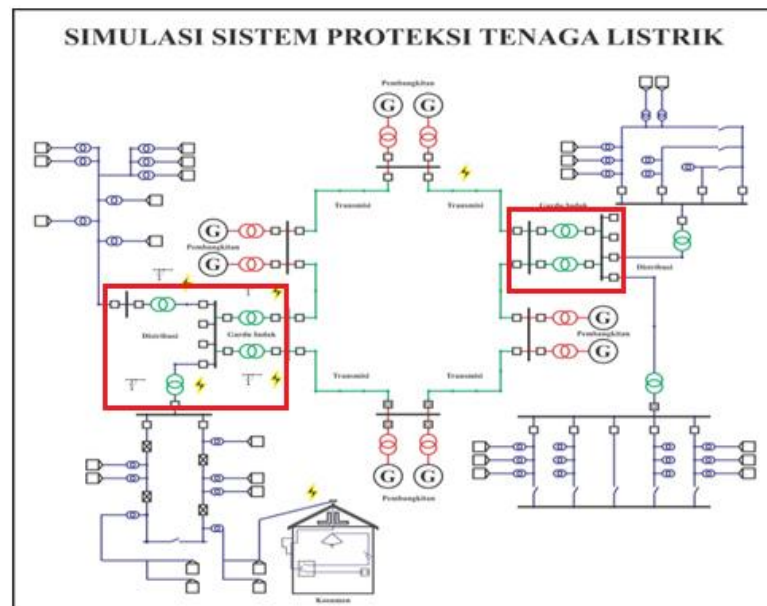 SIMULASI SISTEM PROTEKSI TENAGA LISTRIK
Pembangkitan
G G
Transmisi Transmisi Gardu Induk
G
Pembangkitan
G
Distribusi
Distribusi Gardu Induk
G
Pembangkitan
G
Transmisi Transmisi
G G
Pembangkitan
Konsumen